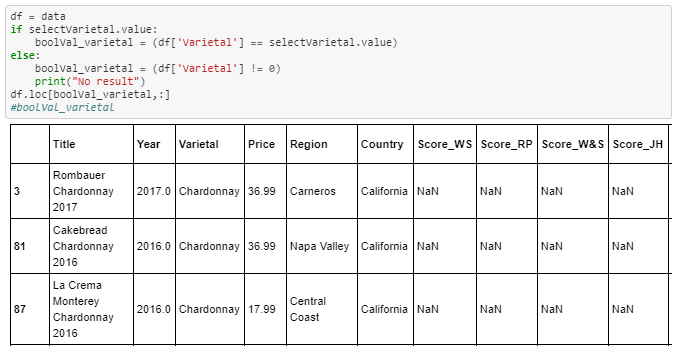 df = data
if selectVarietal.value:
    boolVal_varietal = (df['Varietal'] == selectVarietal.value)
else:
    boolVal_varietal = (df['Varietal'] != 0)
    print("No result")
df.loc[boolVal_varietal,:]
#boolVal_varietal
Title Year Varietal Price Region Country Score_WS Score_RP Score_W&S Score_JH
Rombauer
3 Chardonnay 2017.0 Chardonnay 36.99 Carneros California NaN NaN NaN NaN
2017
Cakebread
81 Chardonnay 2016.0 Chardonnay 36.99 Napa Valley California NaN NaN NaN NaN
2016
La Crema
Monterey Central
87 2016.0 Chardonnay 17.99 California NaN NaN NaN NaN
Chardonnay Coast
2016